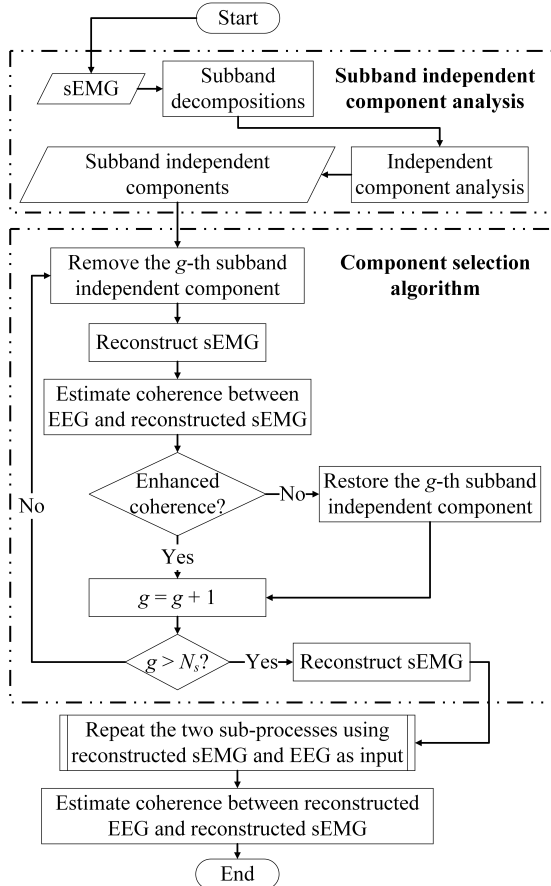 Start
sEMG
Subband
decompositions
Subband independent
component analysis
Subband independent
components
Independent
component analysis
Remove the g-th subband
independent component
Component selection
algorithm
Reconstruct sEMG
Estimate coherence between
EEG and reconstructed sEMG
Enhanced
coherence?
No
Restore the g-th subband
independent component
No
Yes
g = g + 1
g > Nₛ?
Yes
Reconstruct sEMG
Repeat the two sub-processes using
reconstructed sEMG and EEG as input
Estimate coherence between reconstructed
EEG and reconstructed sEMG
End